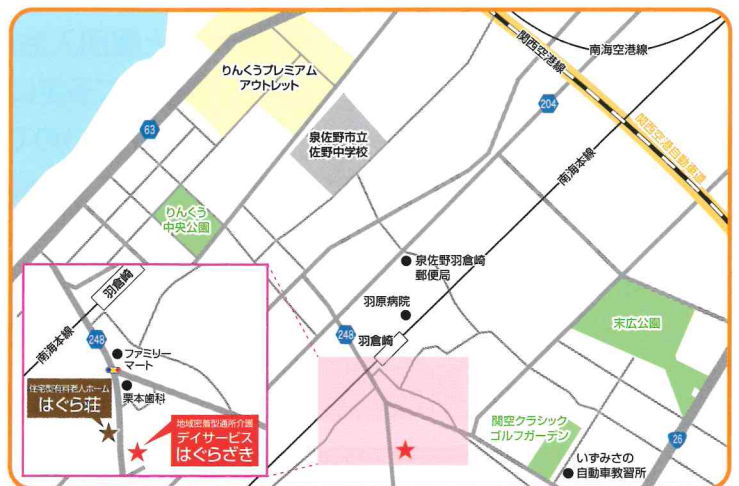 関西空港線
南海空港線
りんくうプレミアム
アウトレット
204
63
泉佐野市立
佐野中学校
関西空港自動車道
南海本線
りんくう
中央公園
泉佐野羽倉崎
郵便局
羽原病院
末広公園
248
羽倉崎
関空クラシック
ゴルフガーデン
26
いずみさの
自動車教習所
羽倉崎
南海本線
248
ファミリー
マート
栗本歯科
住宅型有料老人ホーム
はぐら荘
地域密着型通所介護
デイサービス
はぐらざき